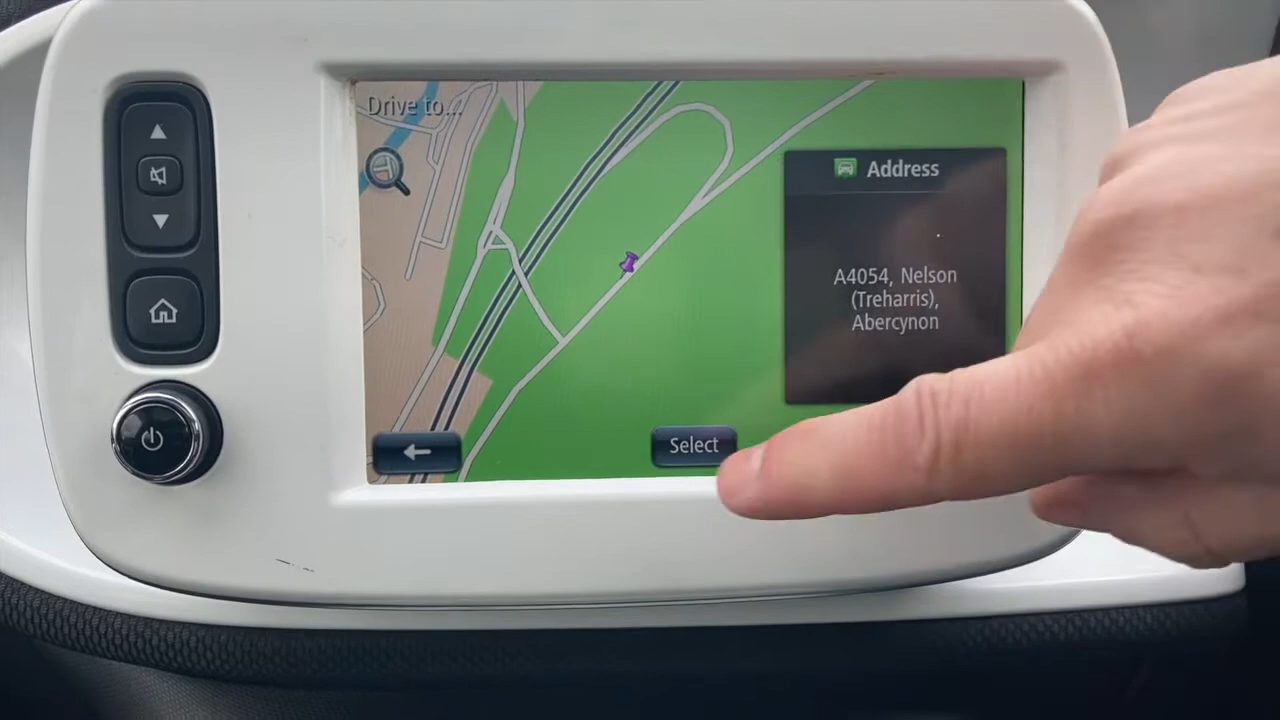 Drive to...
Address
A4054, Nelson
(Treharris),
Abercynon
Select